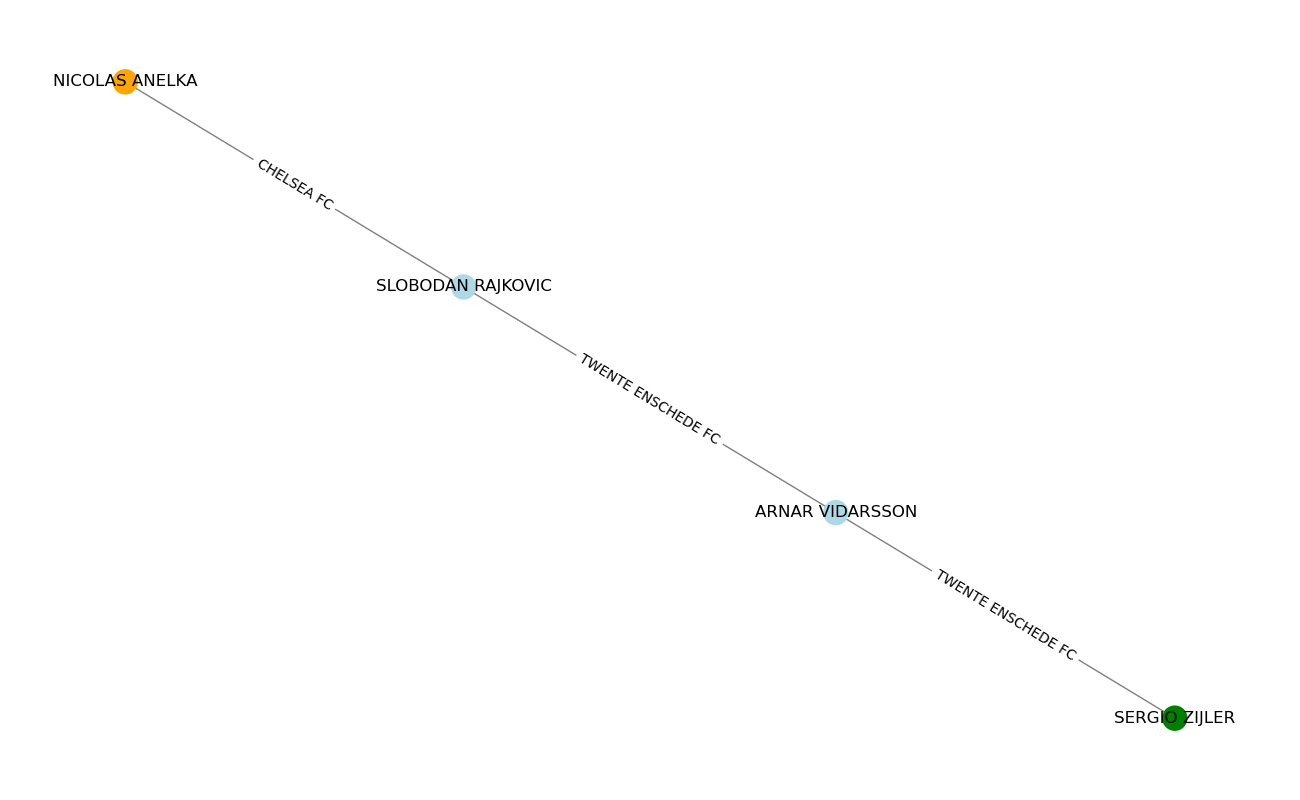 NICOLAS ANELKA
CHELSEA FC
SLOBODAN RAJKOVIC
TWENTE ENSCHEDE FC
ARNAR VIDARSSON
TWENTE ENSCHEDE FC
SERGIO ZIJLER